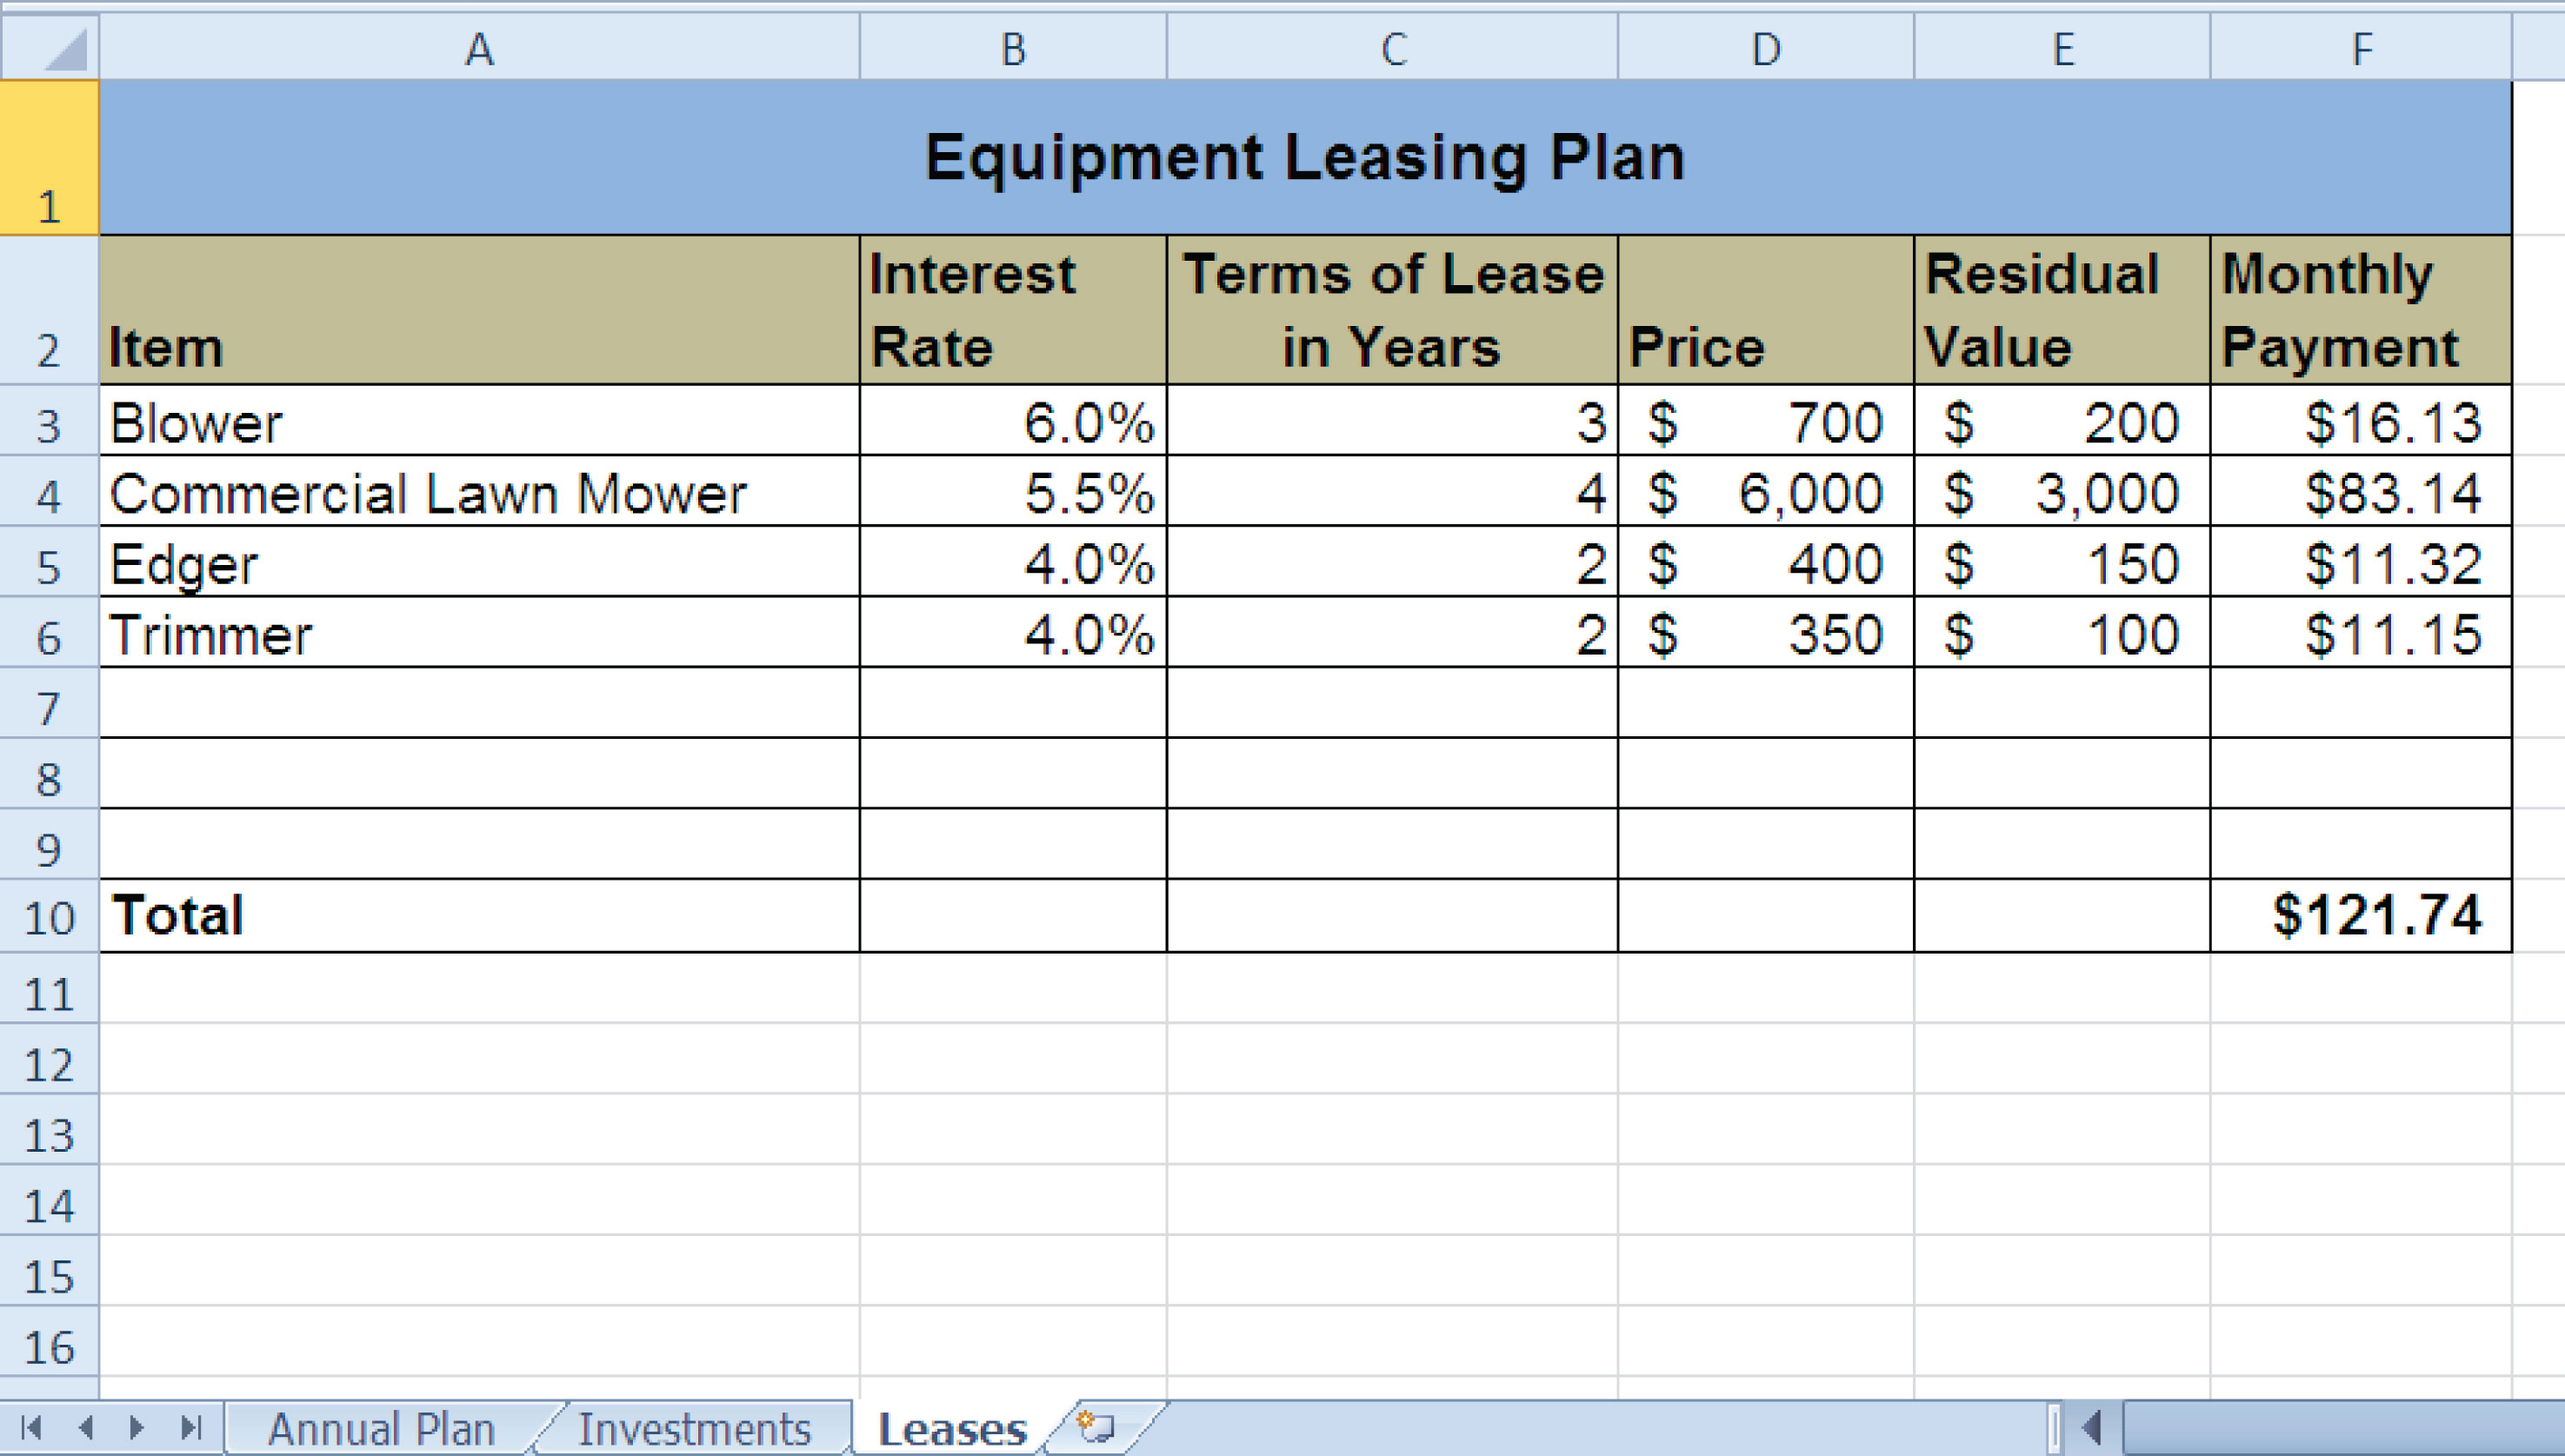 A B C D E F
1 Equipment Leasing Plan
2 Item Interest Rate Terms of Lease in Years Price Residual Value Monthly Payment
3 Blower 6.0% 3 $ 700 $ 200 $16.13
4 Commercial Lawn Mower 5.5% 4 $ 6,000 $ 3,000 $83.14
5 Edger 4.0% 2 $ 400 $ 150 $11.32
6 Trimmer 4.0% 2 $ 350 $ 100 $11.15
7
8
9
10 Total $121.74
11
12
13
14
15
16
Annual Plan Investments Leases